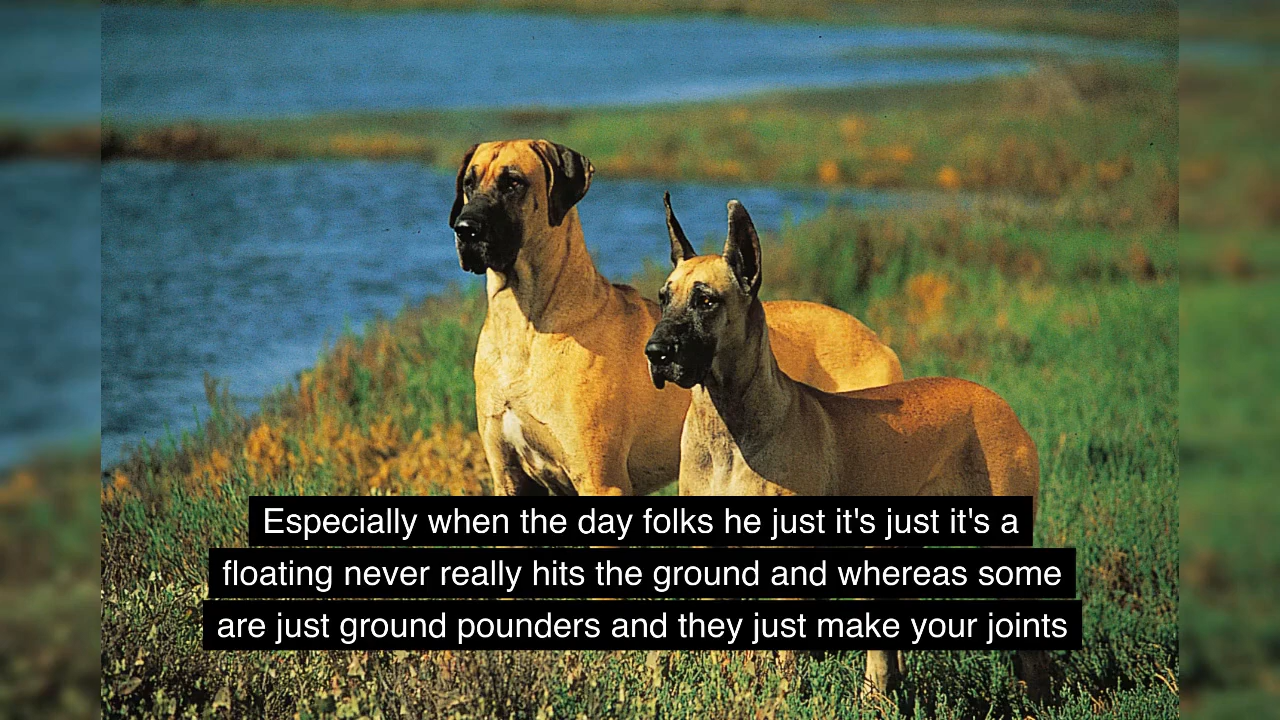 Especially when the day folks he just it's just it's a
floating never really hits the ground and whereas some
are just ground pounders and they just make your joints